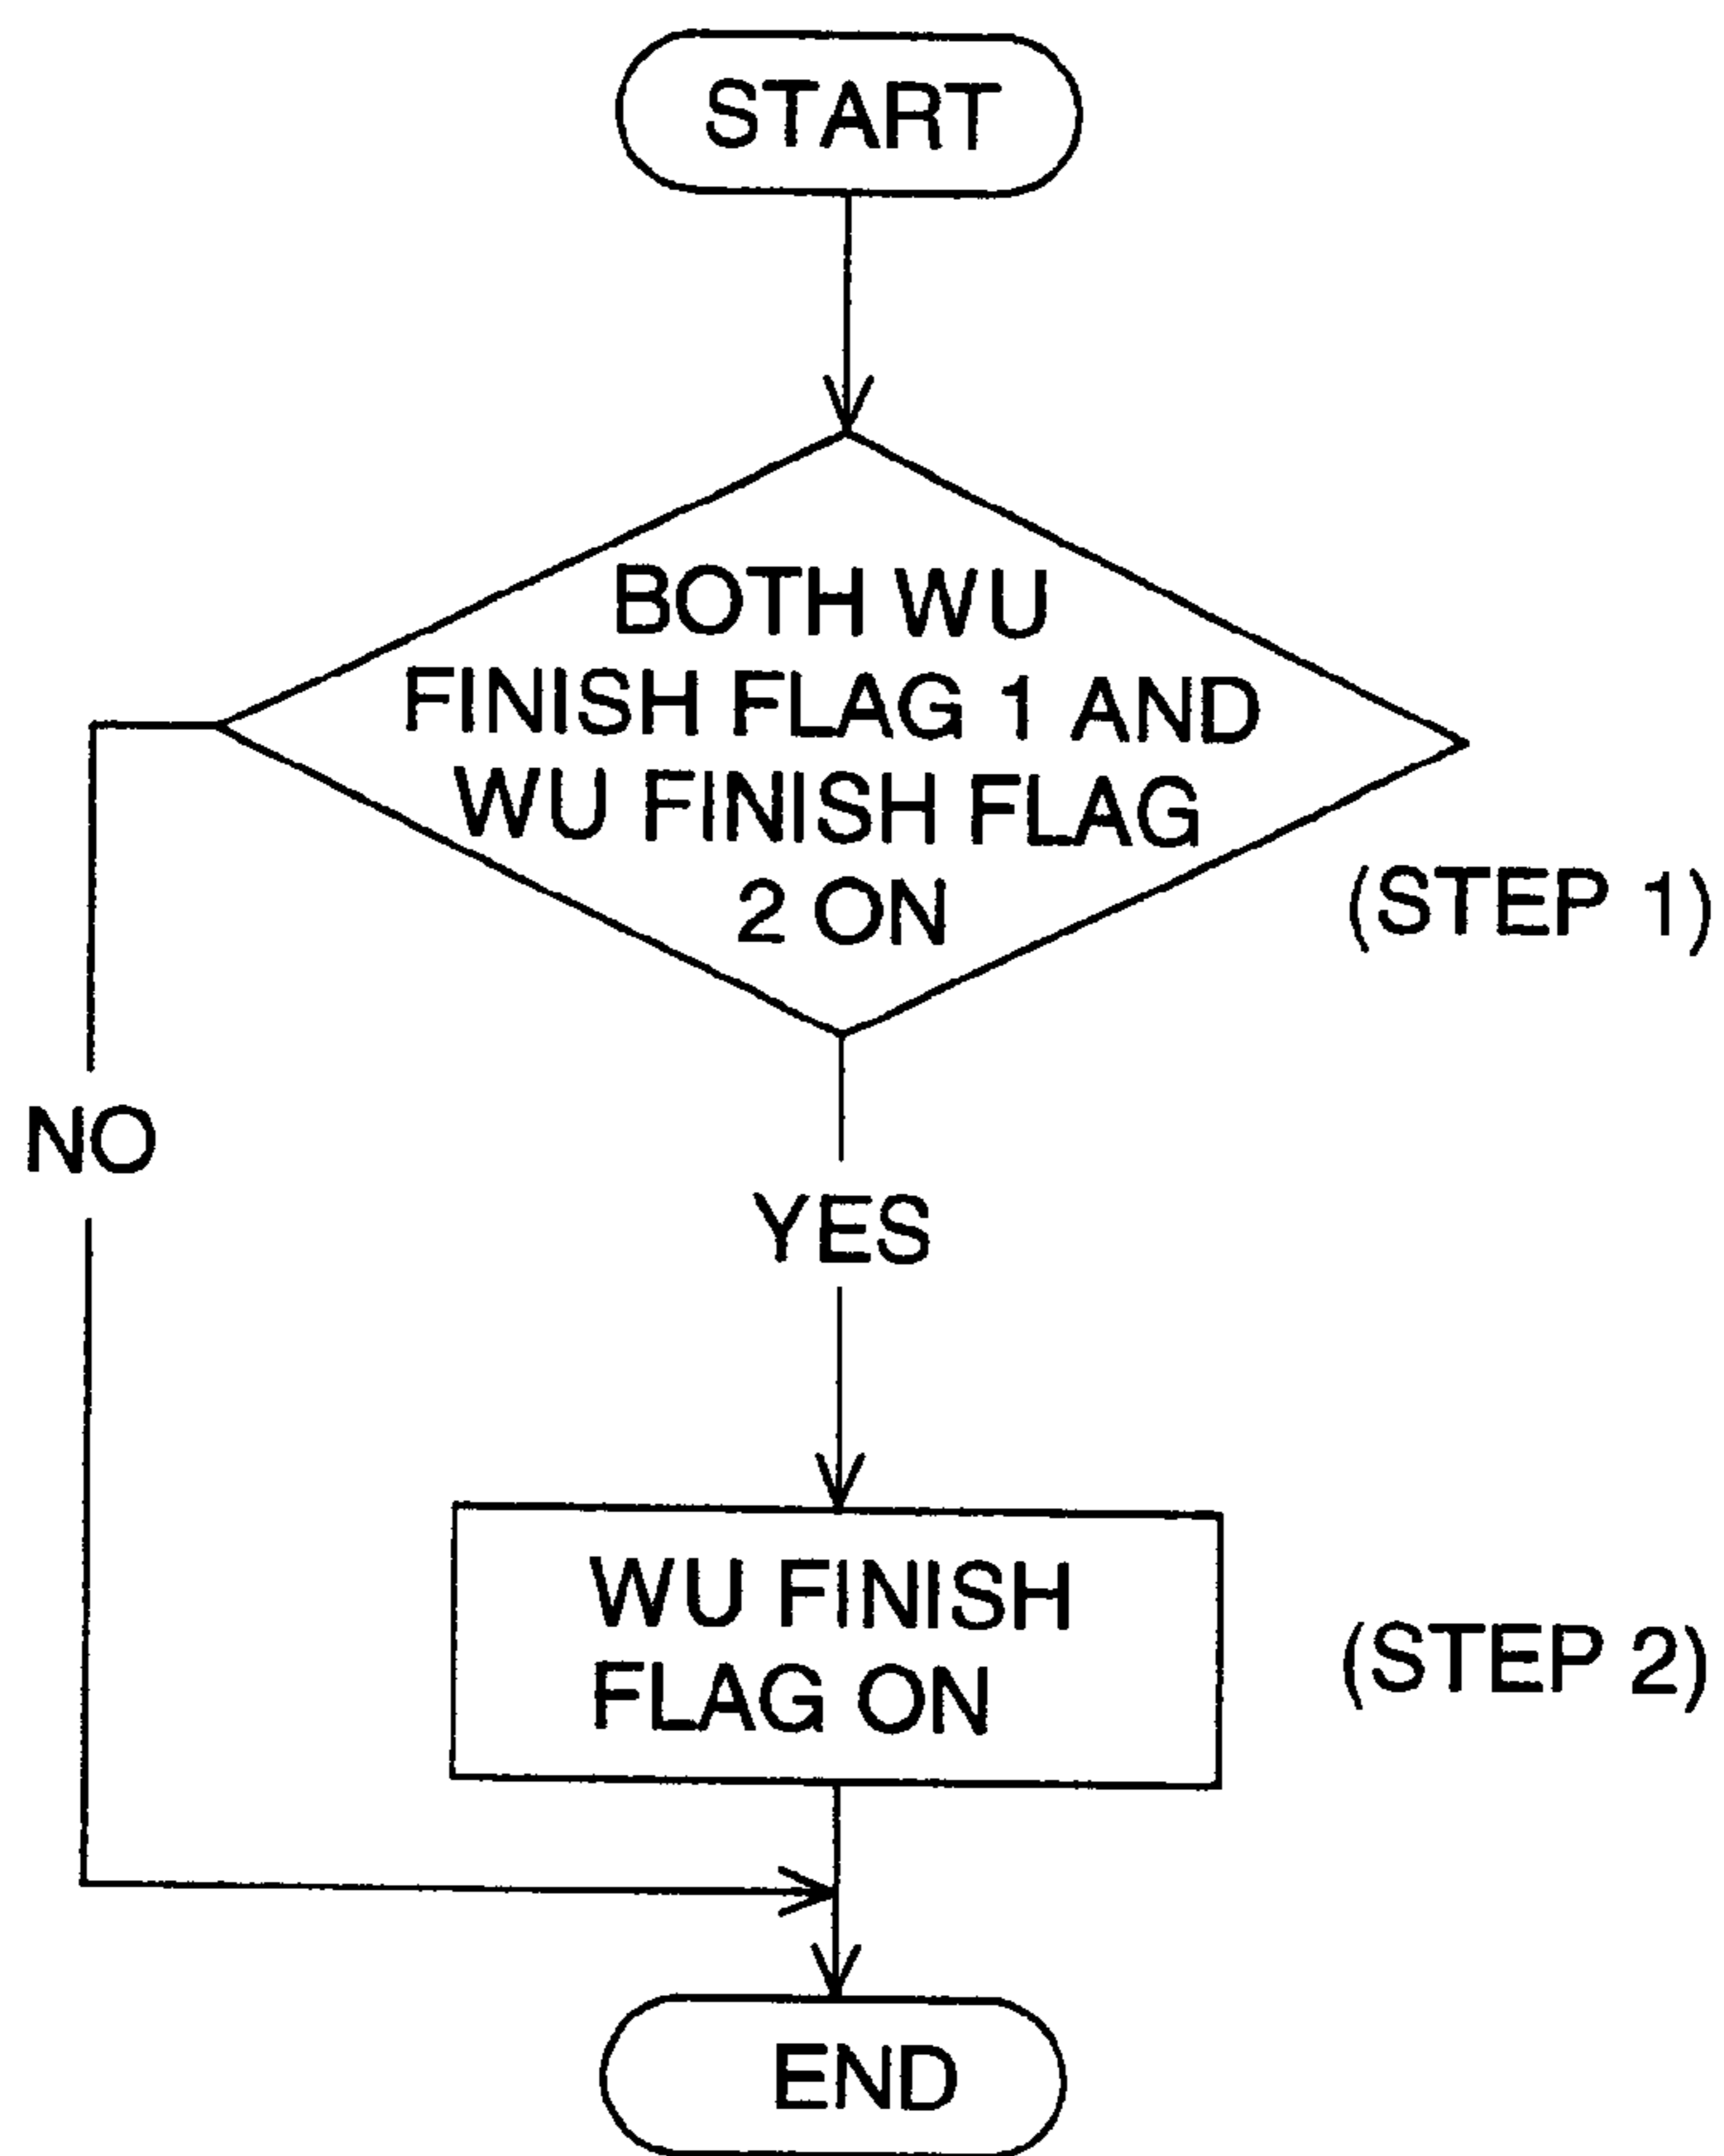 START
BOTH WU
FINISH FLAG 1 AND
WU FINISH FLAG
2 ON
(STEP 1)
NO
YES
WU FINISH
FLAG ON
(STEP 2)
END